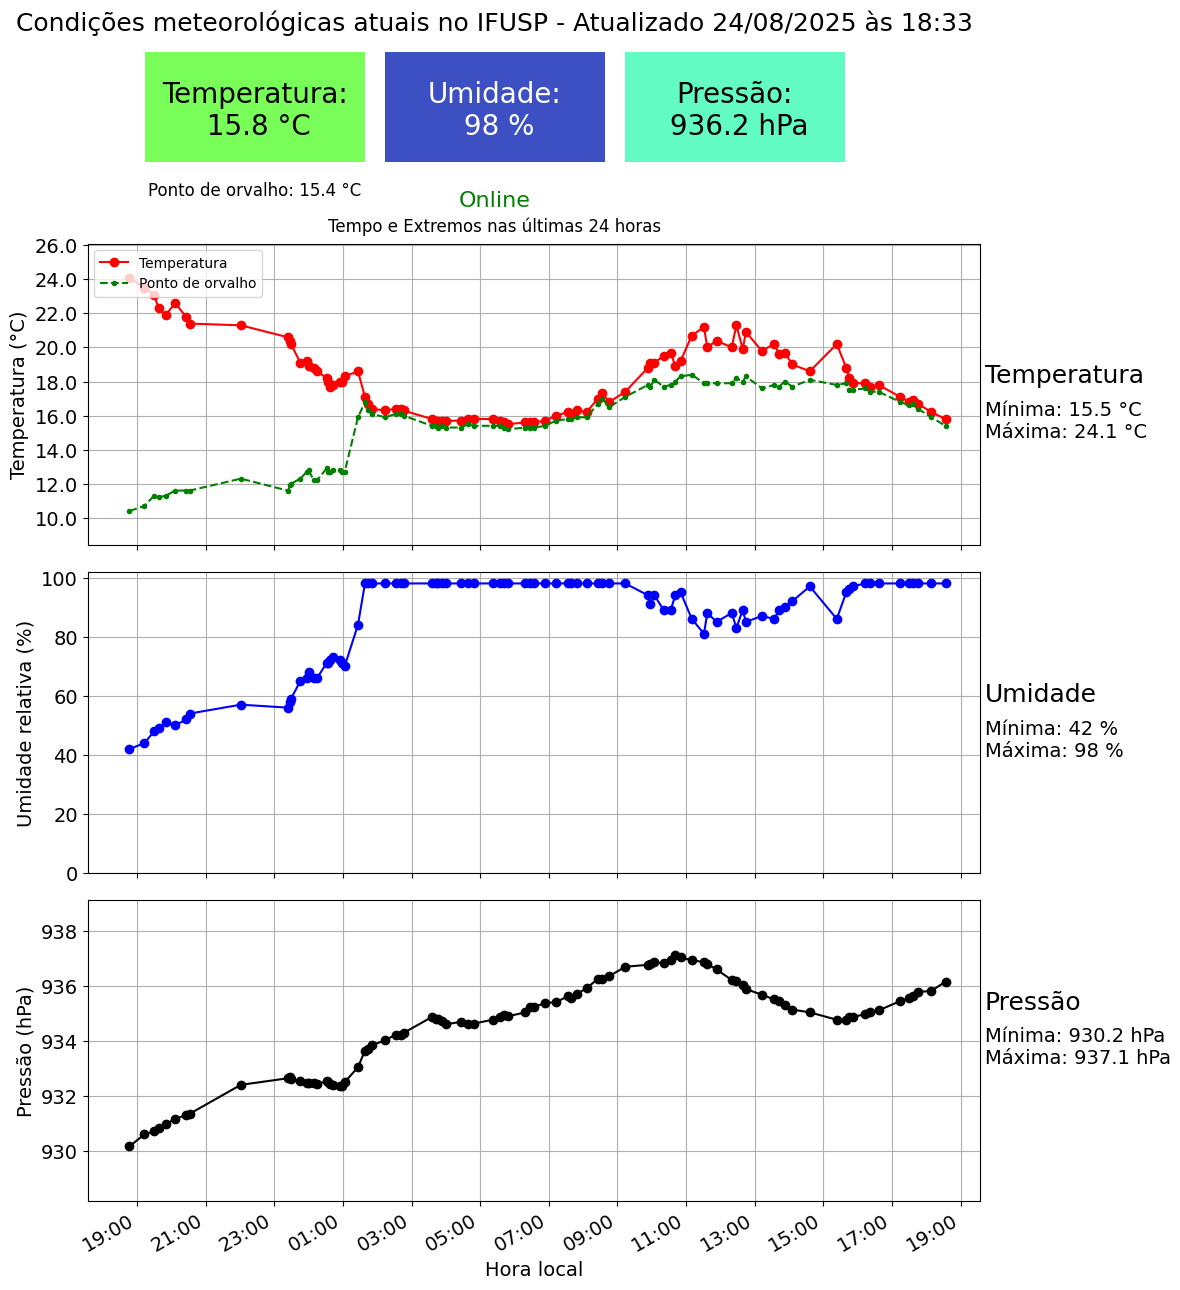 Condições meteorológicas atuais no IFUSP - Atualizado 24/08/2025 às 18:33
Temperatura:
15.8 °C
Umidade:
98 %
Pressão:
936.2 hPa
Ponto de orvalho: 15.4 °C
Online
Tempo e Extremos nas últimas 24 horas
Temperatura (°C)
26.0
24.0
22.0
20.0
18.0
16.0
14.0
12.0
10.0
Temperatura
Ponto de orvalho
Temperatura
Mínima: 15.5 °C
Máxima: 24.1 °C
Umidade relativa (%)
100
80
60
40
20
0
Umidade
Mínima: 42 %
Máxima: 98 %
Pressão (hPa)
938
936
934
932
930
Pressão
Mínima: 930.2 hPa
Máxima: 937.1 hPa
19:00
21:00
23:00
01:00
03:00
05:00
07:00
09:00
11:00
13:00
15:00
17:00
19:00
Hora local